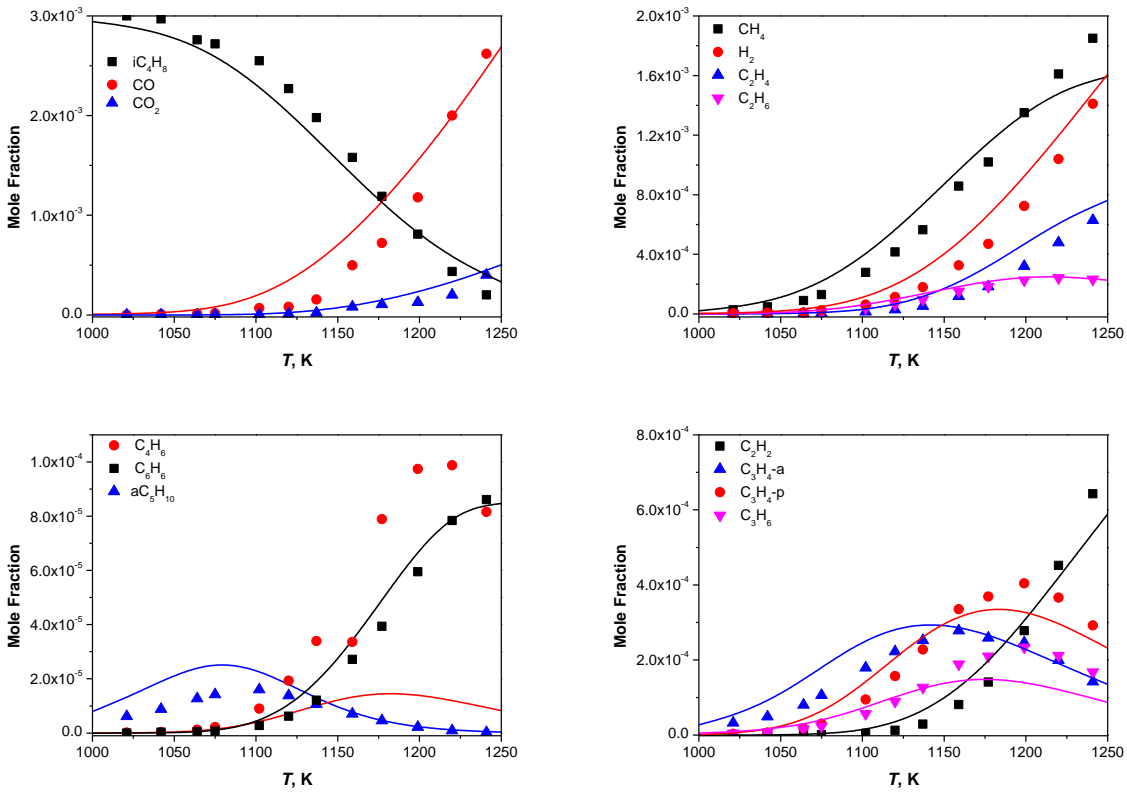 3.0x10⁻³
2.0x10⁻³
1.0x10⁻³
0.0
Mole Fraction
iC₄H₈
CO
CO₂
1000 1050 1100 1150 1200 1250
T, K
2.0x10⁻³
1.6x10⁻³
1.2x10⁻³
8.0x10⁻⁴
4.0x10⁻⁴
0.0
Mole Fraction
CH₄
H₂
C₂H₄
C₂H₆
1000 1050 1100 1150 1200 1250
T, K
1.0x10⁻⁴
8.0x10⁻⁵
6.0x10⁻⁵
4.0x10⁻⁵
2.0x10⁻⁵
0.0
Mole Fraction
C₄H₆
C₆H₆
aC₅H₁₀
1000 1050 1100 1150 1200 1250
T, K
8.0x10⁻⁴
6.0x10⁻⁴
4.0x10⁻⁴
2.0x10⁻⁴
0.0
Mole Fraction
C₂H₂
C₃H₄-a
C₃H₄-p
C₃H₆
1000 1050 1100 1150 1200 1250
T, K